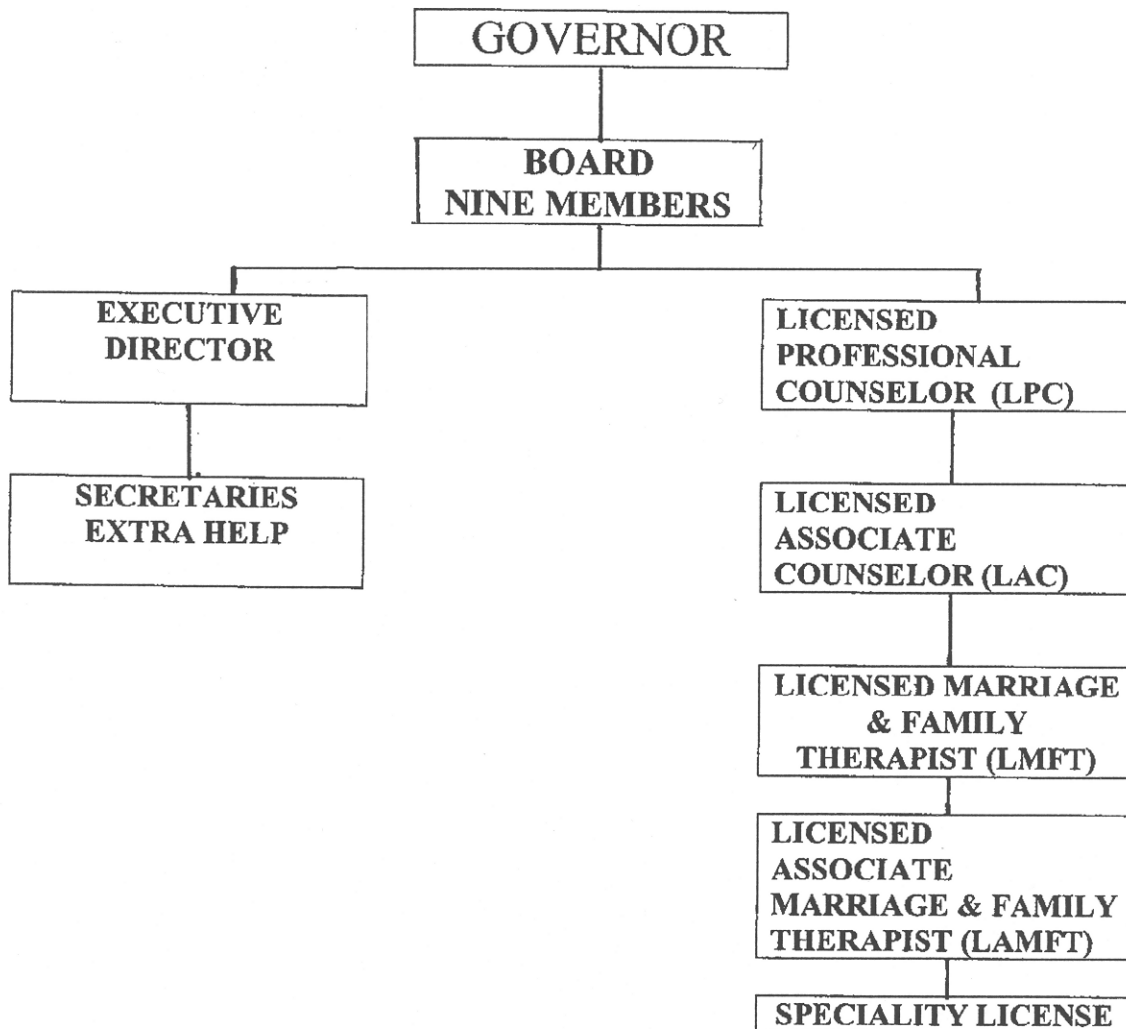 GOVERNOR
BOARD
NINE MEMBERS
EXECUTIVE
DIRECTOR
SECRETARIES
EXTRA HELP
LICENSED
PROFESSIONAL
COUNSELOR (LPC)
LICENSED
ASSOCIATE
COUNSELOR (LAC)
LICENSED MARRIAGE
& FAMILY
THERAPIST (LMFT)
LICENSED
ASSOCIATE
MARRIAGE & FAMILY
THERAPIST (LAMFT)
SPECIALITY LICENSE